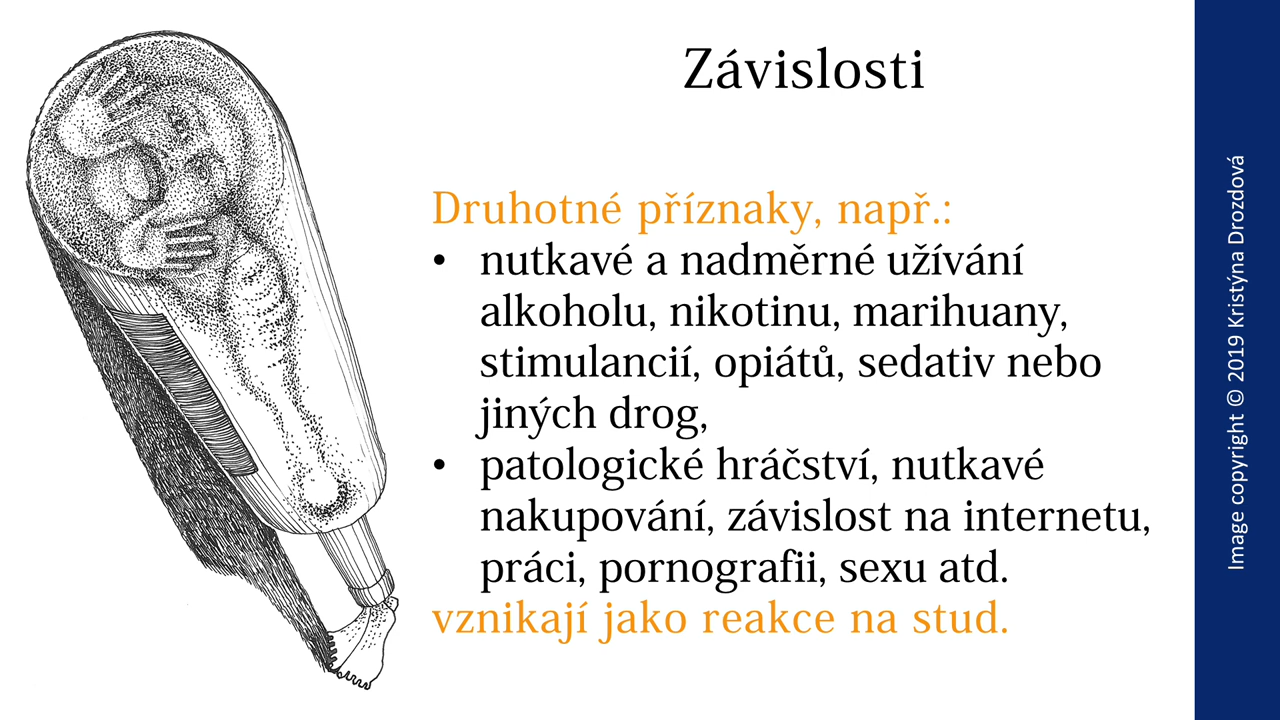 Závislosti
Druhotné příznaky, např.:
• nutkavé a nadměrné užívání
alkoholu, nikotinu, marihuany,
stimulancií, opiátů, sedativ nebo
jiných drog,
• patologické hráčství, nutkavé
nakupování, závislost na internetu,
práci, pornografii, sexu atd.
vznikají jako reakce na stud.
Image copyright © 2019 Kristýna Drozdová